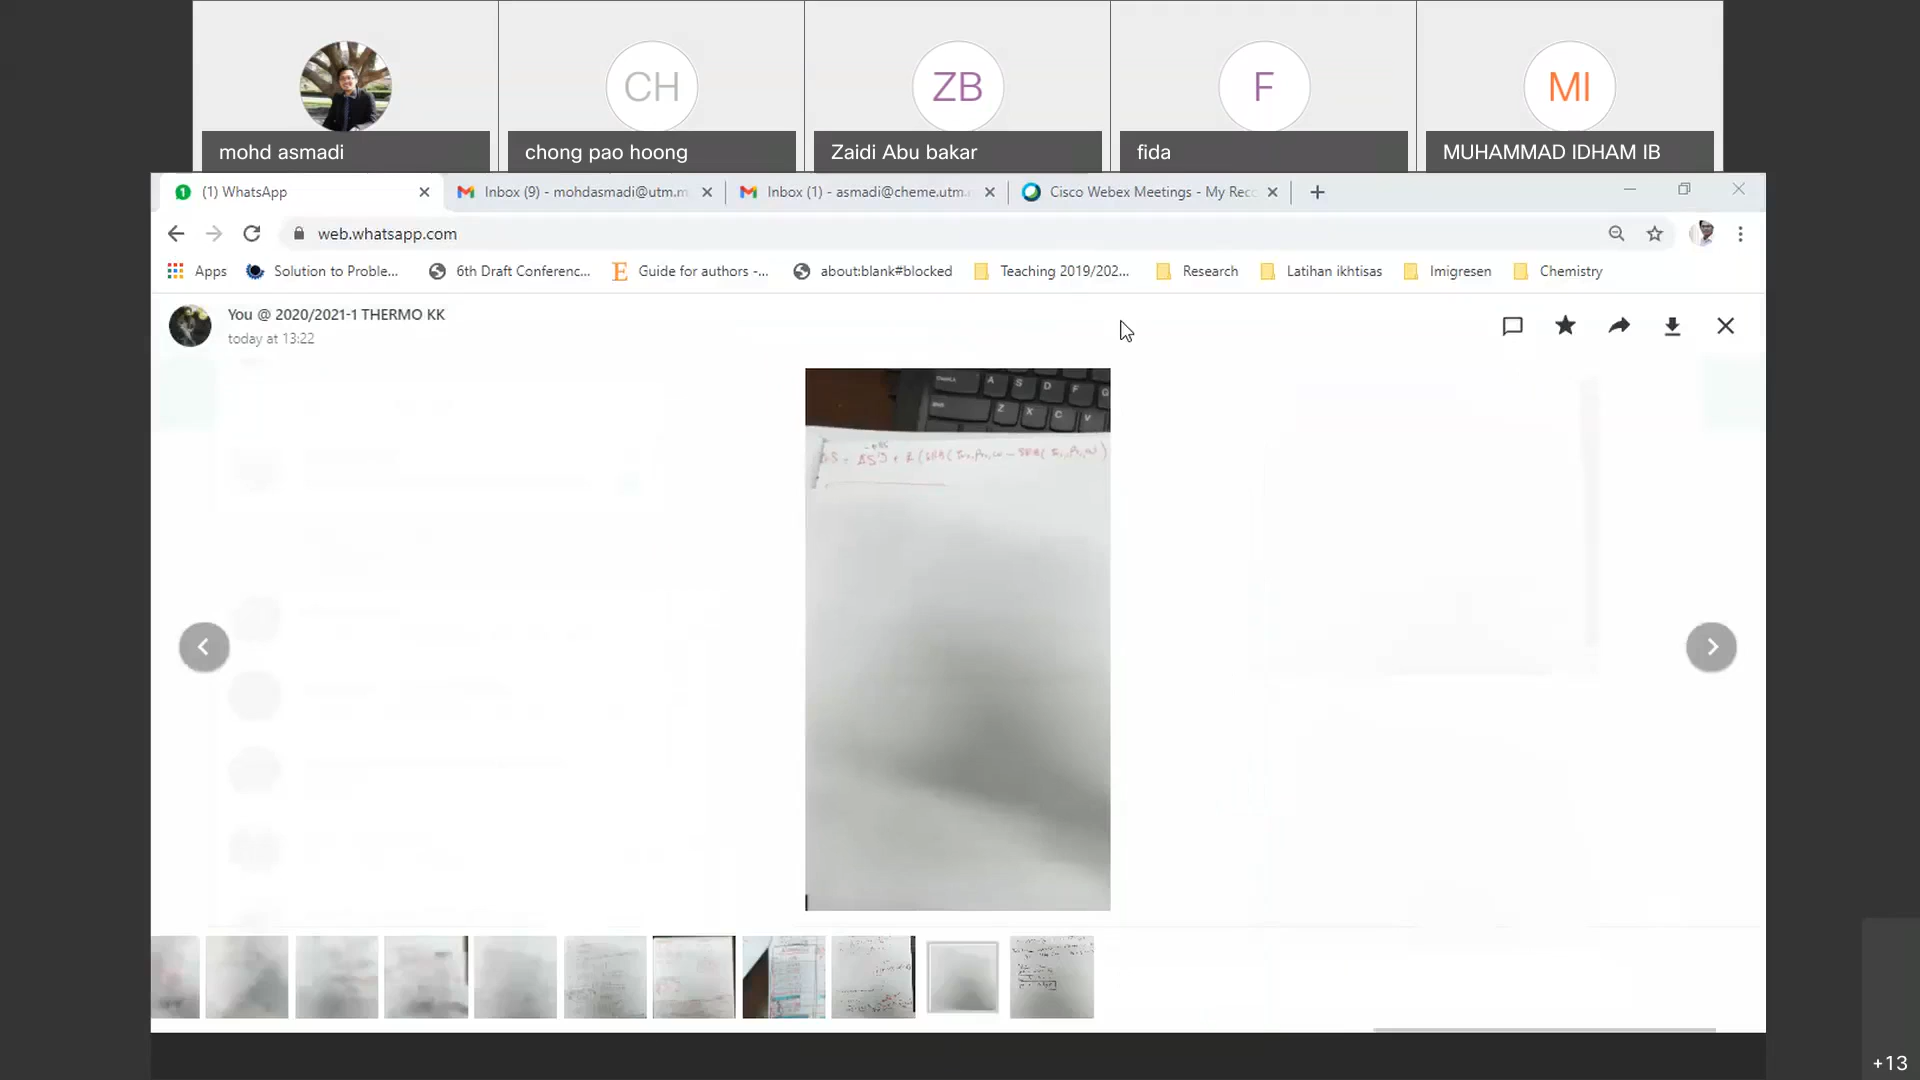 CH
ZB
F
MI
mohd asmadi
chong pao hoong
Zaidi Abu bakar
fida
MUHAMMAD IDHAM IB
(1) WhatsApp
Inbox (9) - mohdasmadi@utm.m
Inbox (1) - asmadi@cheme.utm.
Cisco Webex Meetings - My Rec
web.whatsapp.com
Apps
Solution to Proble...
6th Draft Conferenc...
Guide for authors -...
about:blank#blocked
Teaching 2019/202...
Research
Latihan ikhtisas
Imigresen
Chemistry
You @ 2020/2021-1 THERMO KK
today at 13:22
A S D F
Z X C V
+13